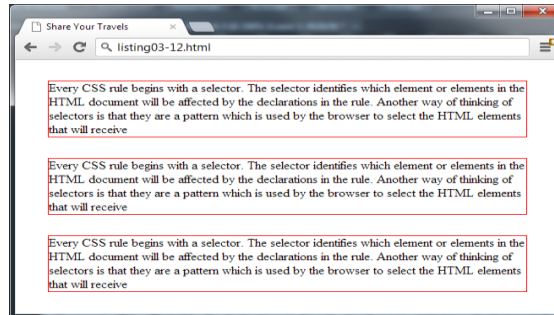 Share Your Travels
listing03-12.html
Every CSS rule begins with a selector. The selector identifies which element or elements in the
HTML document will be affected by the declarations in the rule. Another way of thinking of
selectors is that they are a pattern which is used by the browser to select the HTML elements
that will receive
Every CSS rule begins with a selector. The selector identifies which element or elements in the
HTML document will be affected by the declarations in the rule. Another way of thinking of
selectors is that they are a pattern which is used by the browser to select the HTML elements
that will receive
Every CSS rule begins with a selector. The selector identifies which element or elements in the
HTML document will be affected by the declarations in the rule. Another way of thinking of
selectors is that they are a pattern which is used by the browser to select the HTML elements
that will receive